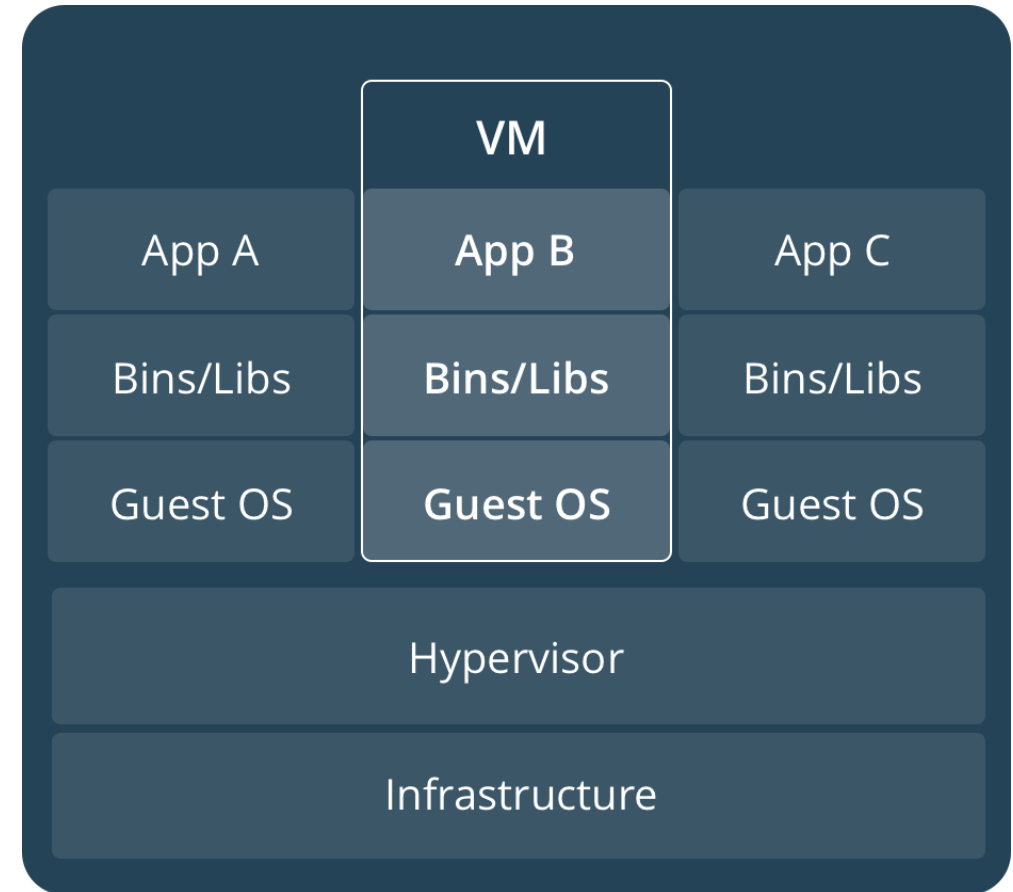 VM
App A
App B
App C
Bins/Libs
Bins/Libs
Bins/Libs
Guest OS
Guest OS
Guest OS
Hypervisor
Infrastructure